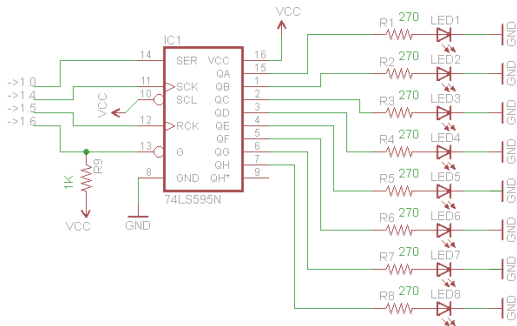 VCC
IC1
14 SER VCC 16
QA 15
->1.0
11 SCK QB 1
->1.4
10 SCL QC 2
VCC
->1.5
QD 3
12 RCK QE 4
->1.6
QF 5
13 G QG 6
QH 7
8 GND QH* 9
74LS595N
R9
1K
VCC
GND
R1 270 LED1 GND
R2 270 LED2 GND
R3 270 LED3 GND
R4 270 LED4 GND
R5 270 LED5 GND
R6 270 LED6 GND
R7 270 LED7 GND
R8 270 LED8 GND